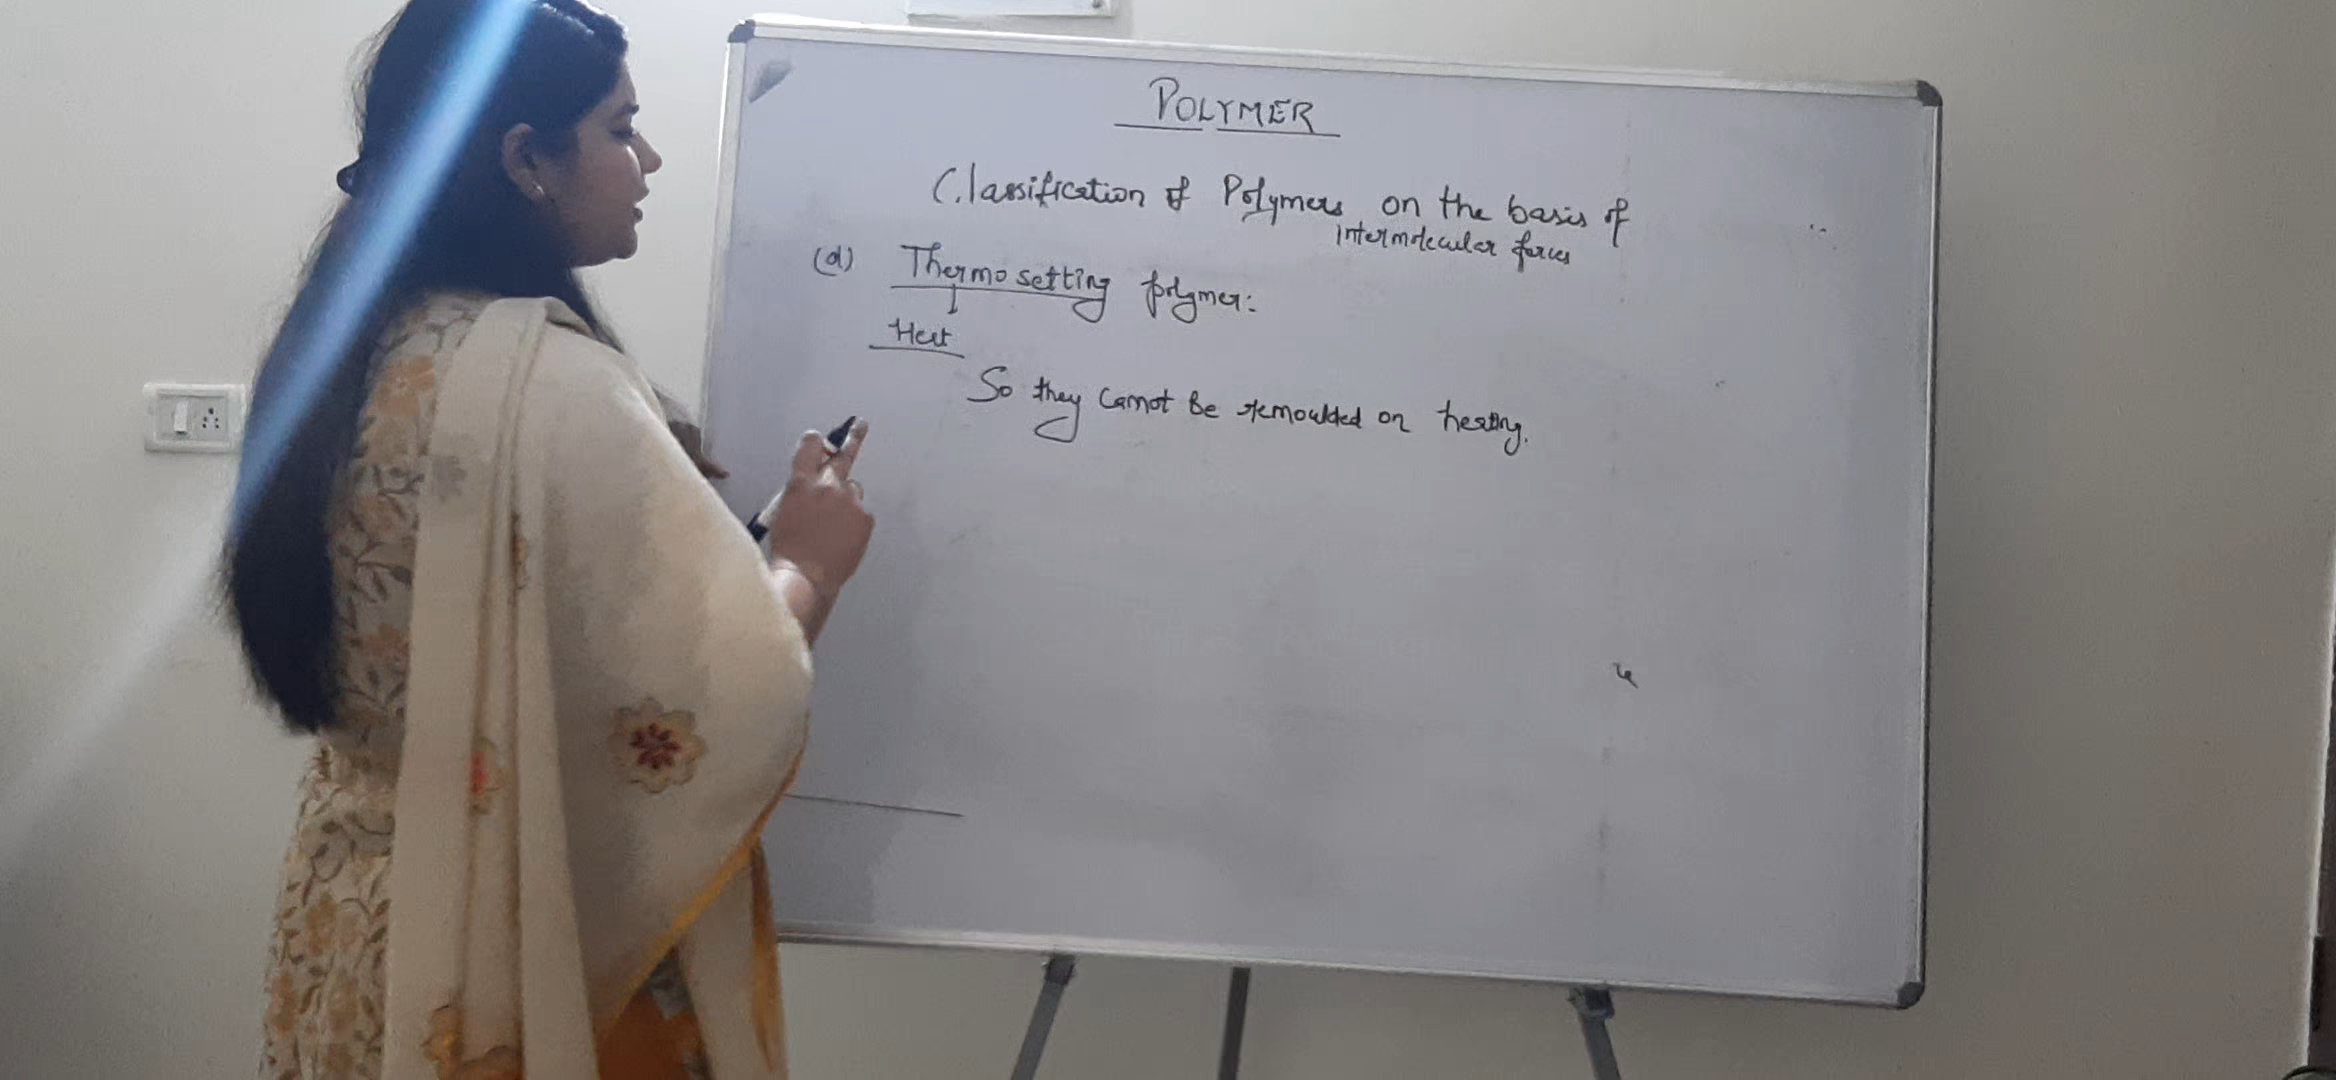 POLYMER
Classification of Polymers on the basis of
Intermolecular forces
(d) Thermosetting polymer:
Heat
So they cannot be remoulded on heating.